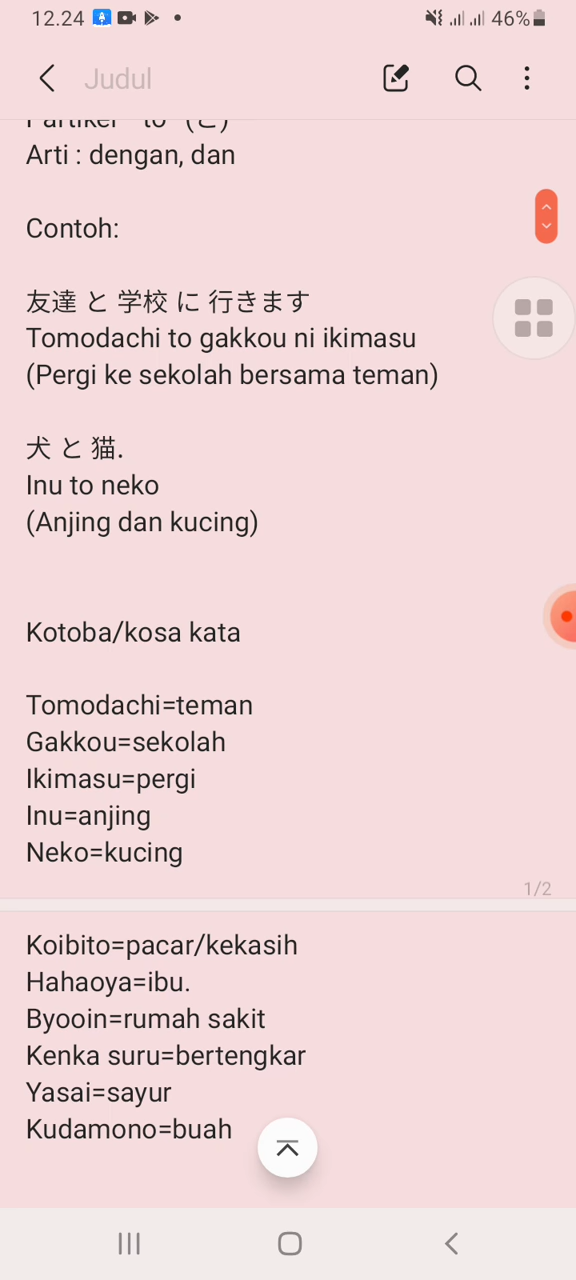 12.24
46%
Judul
Partikel "to" (と)
Arti : dengan, dan
Contoh:
友達 と 学校 に 行きます
Tomodachi to gakkou ni ikimasu
(Pergi ke sekolah bersama teman)
犬 と 猫.
Inu to neko
(Anjing dan kucing)
Kotoba/kosa kata
Tomodachi=teman
Gakkou=sekolah
Ikimasu=pergi
Inu=anjing
Neko=kucing
1/2
Koibito=pacar/kekasih
Hahaoya=ibu.
Byooin=rumah sakit
Kenka suru=bertengkar
Yasai=sayur
Kudamono=buah